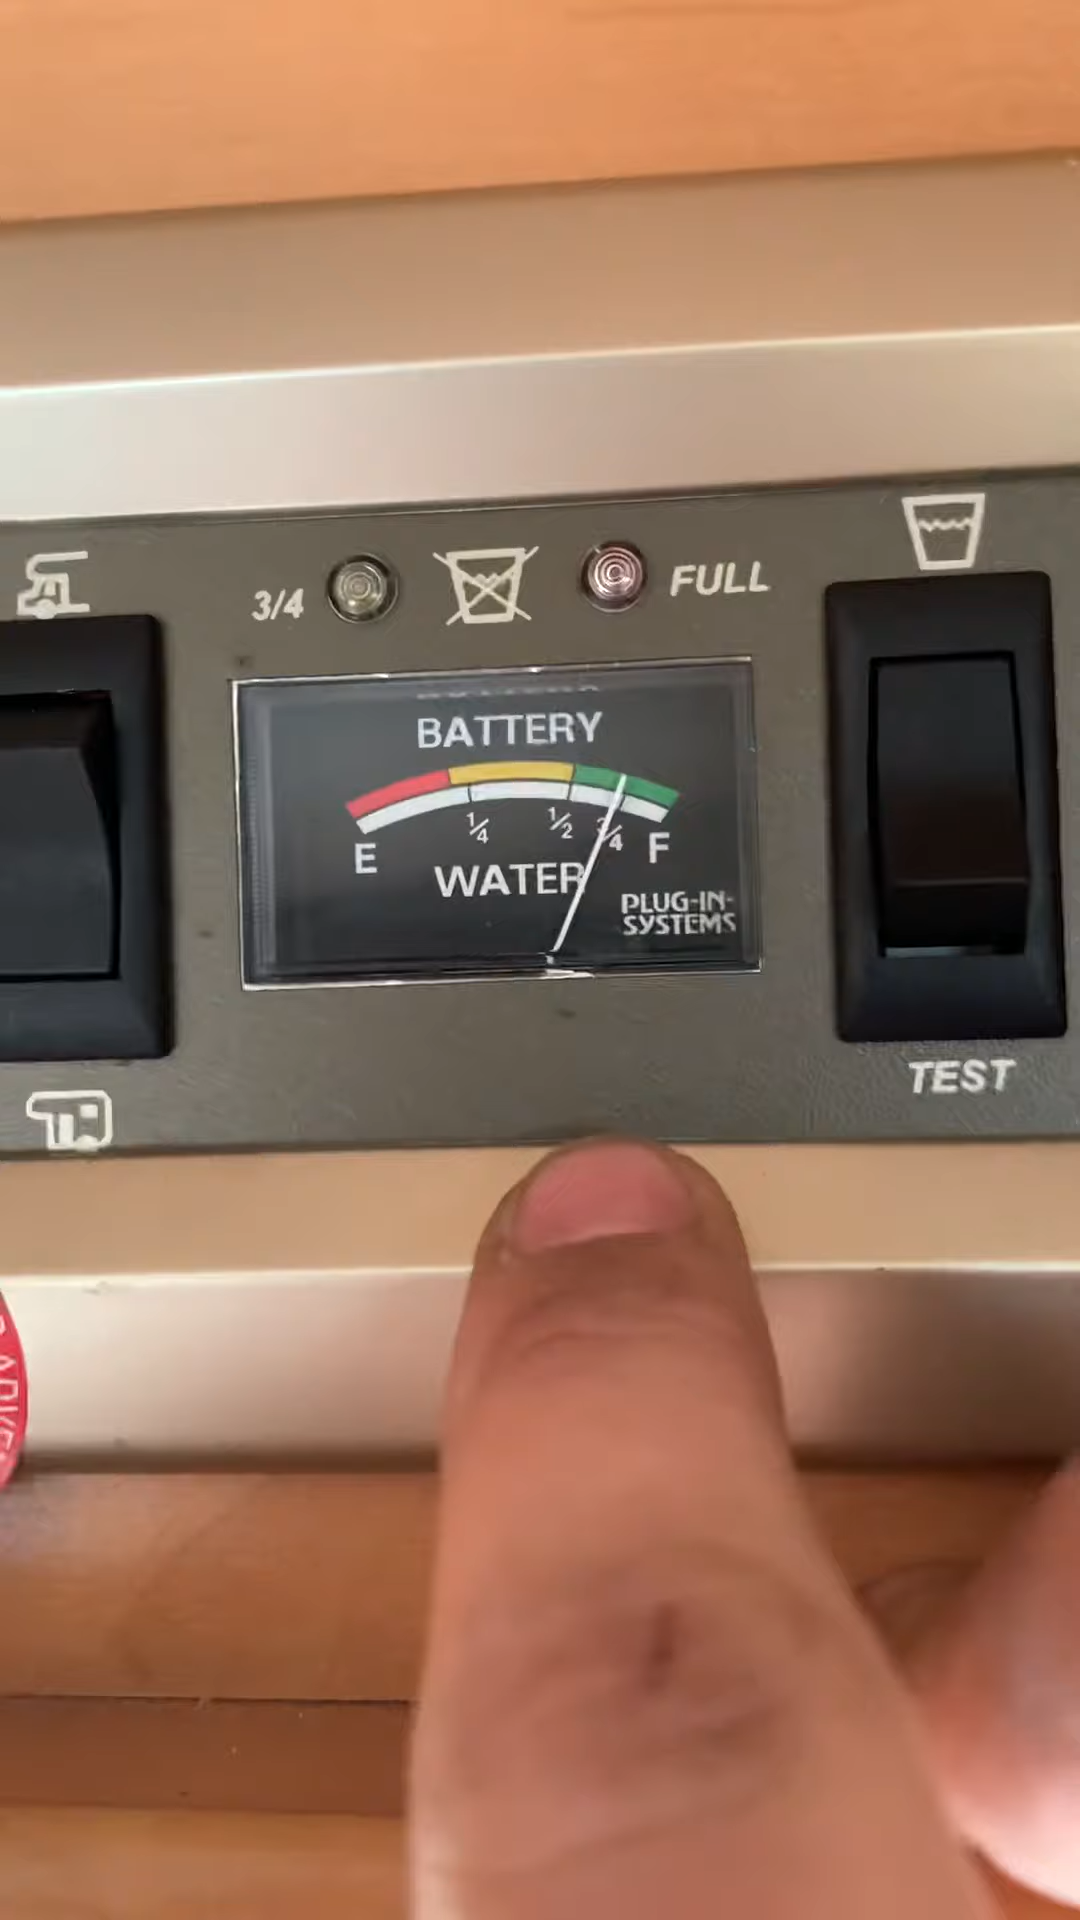 3/4 FULL
BATTERY
E 1/4 1/2 3/4 F
WATER
PLUG-IN-
SYSTEMS
TEST